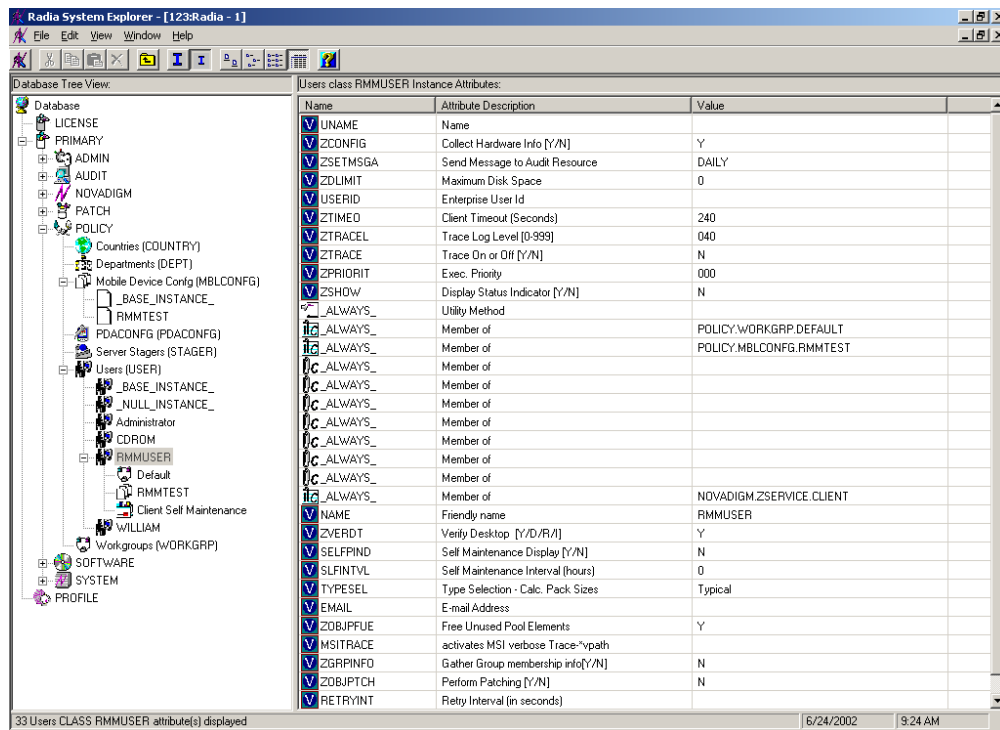 Radia System Explorer - [123:Radia - 1]
File Edit View Window Help
Database Tree View:
Database
LICENSE
PRIMARY
ADMIN
AUDIT
NOVADIGM
PATCH
POLICY
Countries (COUNTRY)
Departments (DEPT)
Mobile Device Confg (MBLCONFG)
_BASE_INSTANCE_
RMMTEST
PDACONFG (PDACONFG)
Server Stagers (STAGER)
Users (USER)
_BASE_INSTANCE_
_NULL_INSTANCE_
Administrator
CDROM
RMMUSER
Default
RMMTEST
Client Self Maintenance
WILLIAM
Workgroups (WORKGRP)
SOFTWARE
SYSTEM
PROFILE
Users class RMMUSER Instance Attributes:
Name Attribute Description Value
UNAME Name
ZCONFIG Collect Hardware Info [Y/N] Y
ZSETMSGA Send Message to Audit Resource DAILY
ZDLIMIT Maximum Disk Space 0
USERID Enterprise User Id
ZTIMEO Client Timeout (Seconds) 240
ZTRACEL Trace Log Level [0-999] 040
ZTRACE Trace On or Off [Y/N] N
ZPRIORIT Exec. Priority 000
ZSHOW Display Status Indicator [Y/N] N
_ALWAYS_ Utility Method
_ALWAYS_ Member of POLICY.WORKGRP.DEFAULT
_ALWAYS_ Member of POLICY.MBLCONFG.RMMTEST
_ALWAYS_ Member of
_ALWAYS_ Member of
_ALWAYS_ Member of
_ALWAYS_ Member of
_ALWAYS_ Member of
_ALWAYS_ Member of
_ALWAYS_ Member of
_ALWAYS_ Member of NOVADIGM.ZSERVICE.CLIENT
NAME Friendly name RMMUSER
ZVERDT Verify Desktop [Y/D/R/I] Y
SELFPIND Self Maintenance Display [Y/N] N
SLFINTVL Self Maintenance Interval (hours) 0
TYPESEL Type Selection - Calc. Pack Sizes Typical
EMAIL E-mail Address
ZOBJPFUE Free Unused Pool Elements Y
MSITRACE activates MSI verbose Trace-*vpath
ZGRPINFO Gather Group membership info[Y/N] N
ZOBJPTCH Perform Patching [Y/N] N
RETRYINT Retry Interval (in seconds)
33 Users CLASS RMMUSER attribute(s) displayed 6/24/2002 9:24 AM